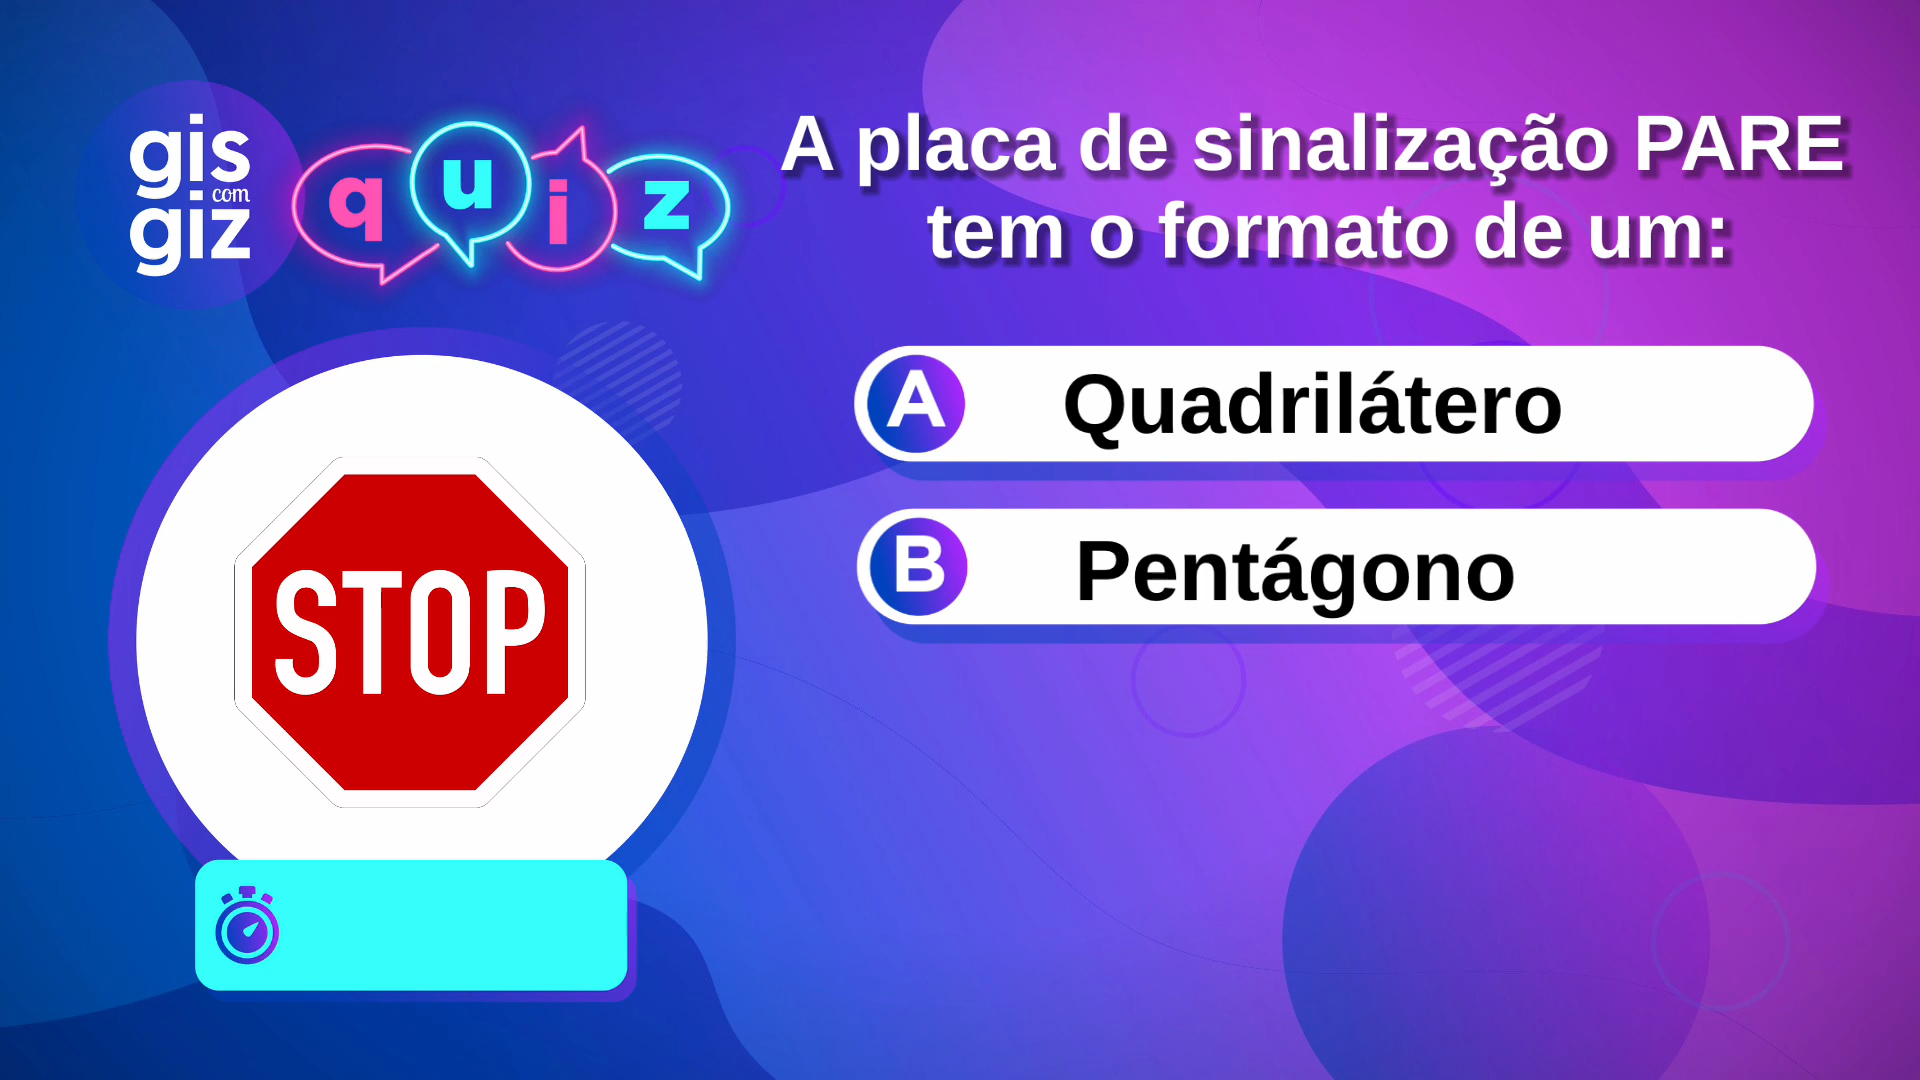 gis
com
giz
quiz
A placa de sinalização PARE
tem o formato de um:
A Quadrilátero
B Pentágono
STOP